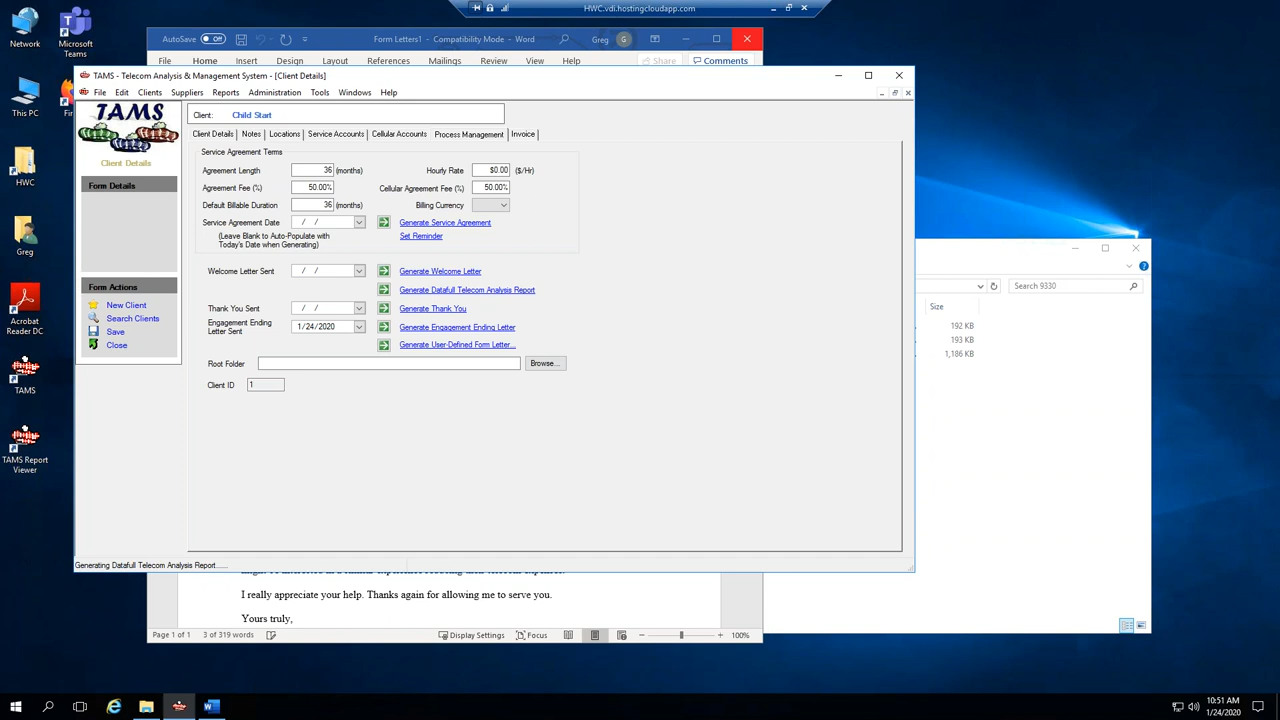 HWC.vdi.hostingcloudapp.com
Network
Microsoft Teams
This PC
HWC
Greg
Acrobat Reader DC
TAMS
TAMS Report Viewer
AutoSave Off
Form Letters1 - Compatibility Mode - Word
Greg G
File Home Insert Design Layout References Mailings Review View Help Share Comments
TAMS - Telecom Analysis & Management System - [Client Details]
File Edit Clients Suppliers Reports Administration Tools Windows Help
TAMS
Client Details
Form Details
Form Actions
New Client
Search Clients
Save
Close
Client: Child Start
Client Details Notes Locations Service Accounts Cellular Accounts Process Management Invoice
Service Agreement Terms
Agreement Length 36 (months) Hourly Rate $0.00 ($/Hr)
Agreement Fee (%) 50.00% Cellular Agreement Fee (%) 50.00%
Default Billable Duration 36 (months) Billing Currency
Service Agreement Date / / Generate Service Agreement
(Leave Blank to Auto-Populate with Today's Date when Generating)
Set Reminder
Welcome Letter Sent / / Generate Welcome Letter
Generate Datafull Telecom Analysis Report
Thank You Sent / / Generate Thank You
Engagement Ending Letter Sent 1/24/2020 Generate Engagement Ending Letter
Generate User-Defined Form Letter...
Root Folder Browse...
Client ID 1
Generating Datafull Telecom Analysis Report......
Search 9330
Size
192 KB
193 KB
1,186 KB
I really appreciate your help. Thanks again for allowing me to serve you.
Yours truly,
Page 1 of 1 3 of 319 words Display Settings Focus 100%
10:51 AM
1/24/2020